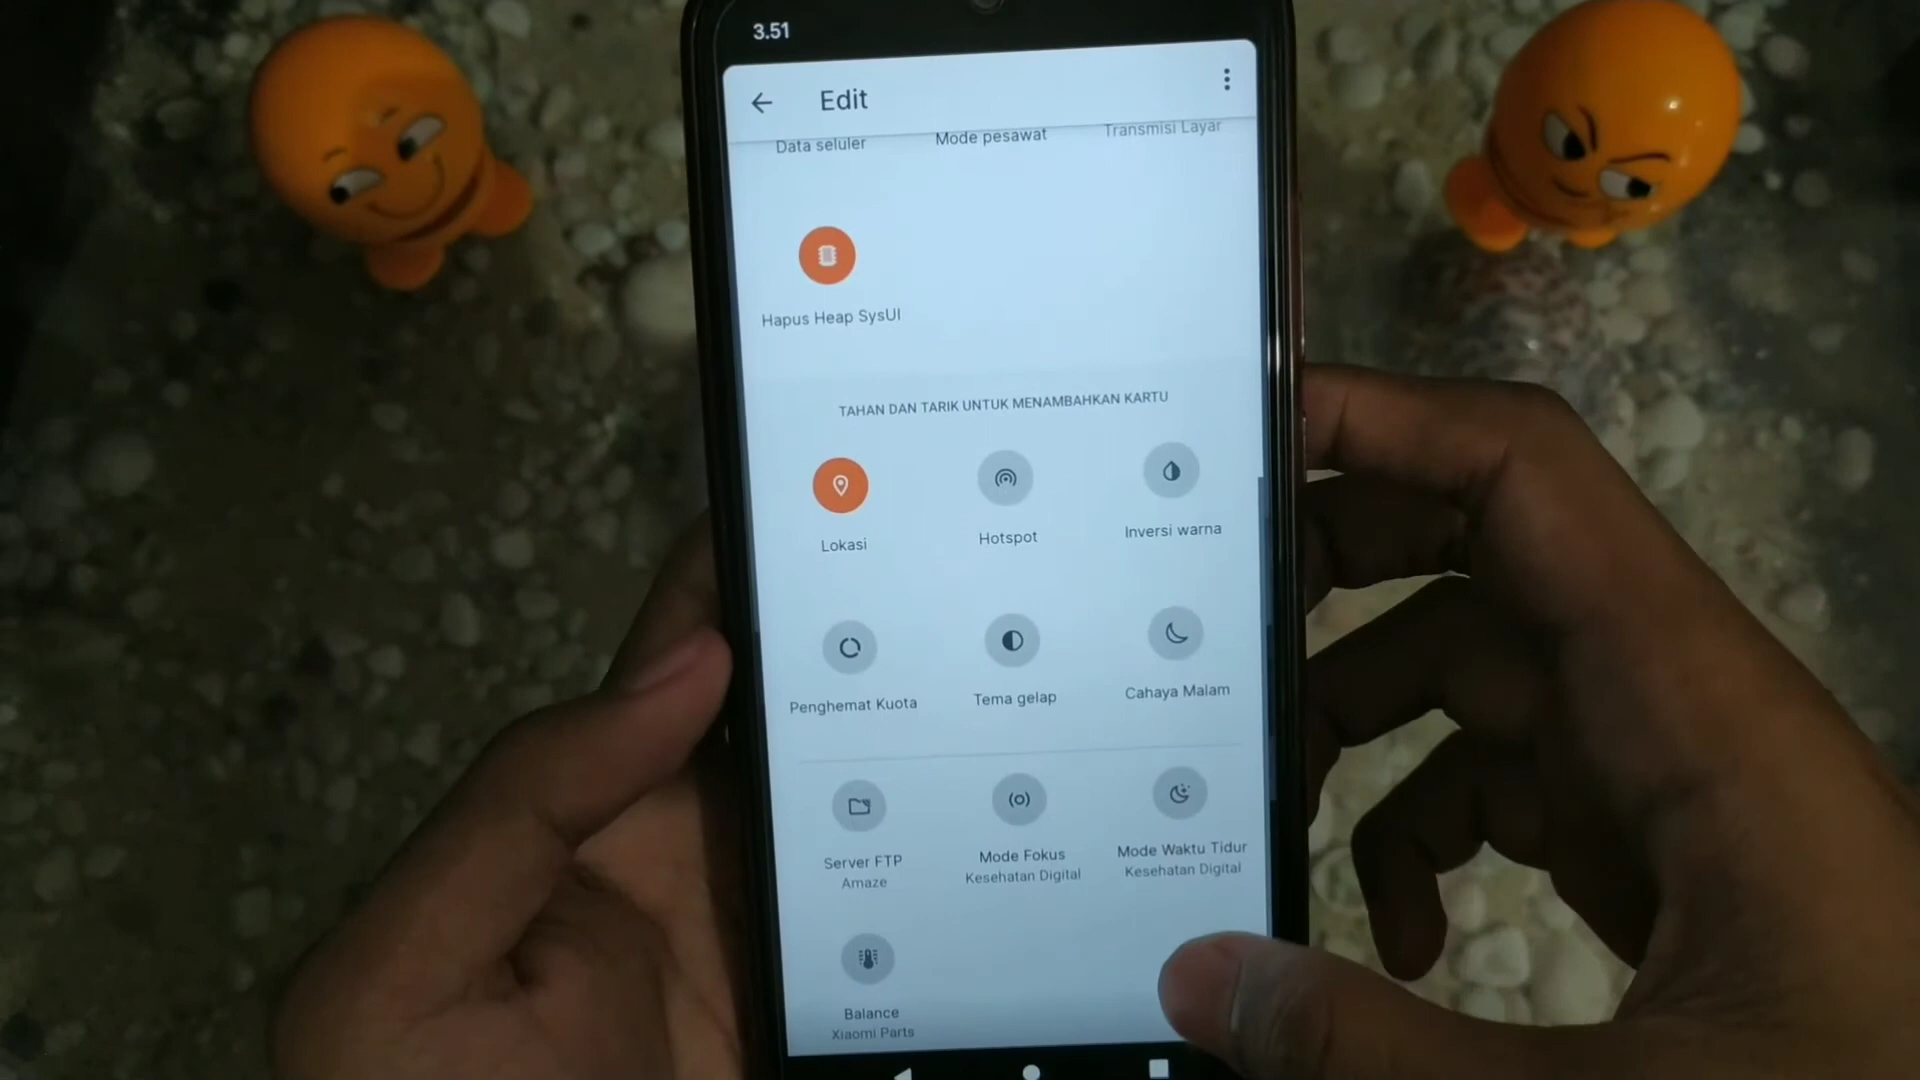 3.51
Edit
Data seluler
Mode pesawat
Transmisi Layar
Hapus Heap SysUI
TAHAN DAN TARIK UNTUK MENAMBAHKAN KARTU
Lokasi
Hotspot
Inversi warna
Penghemat Kuota
Tema gelap
Cahaya Malam
Server FTP
Amaze
Mode Fokus
Kesehatan Digital
Mode Waktu Tidur
Kesehatan Digital
Balance
Xiaomi Parts